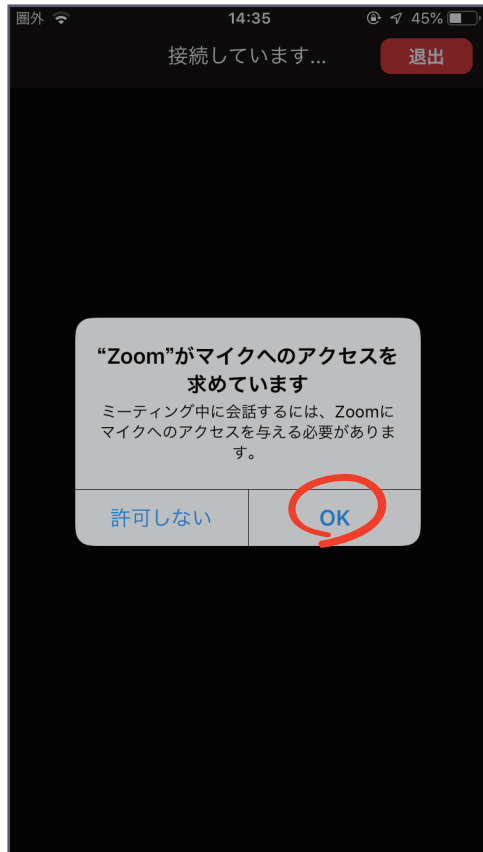 圏外 14:35 45%
接続しています... 退出
“Zoom”がマイクへのアクセスを
求めています
ミーティング中に会話するには、Zoomに
マイクへのアクセスを与える必要がありま
す。
許可しない OK